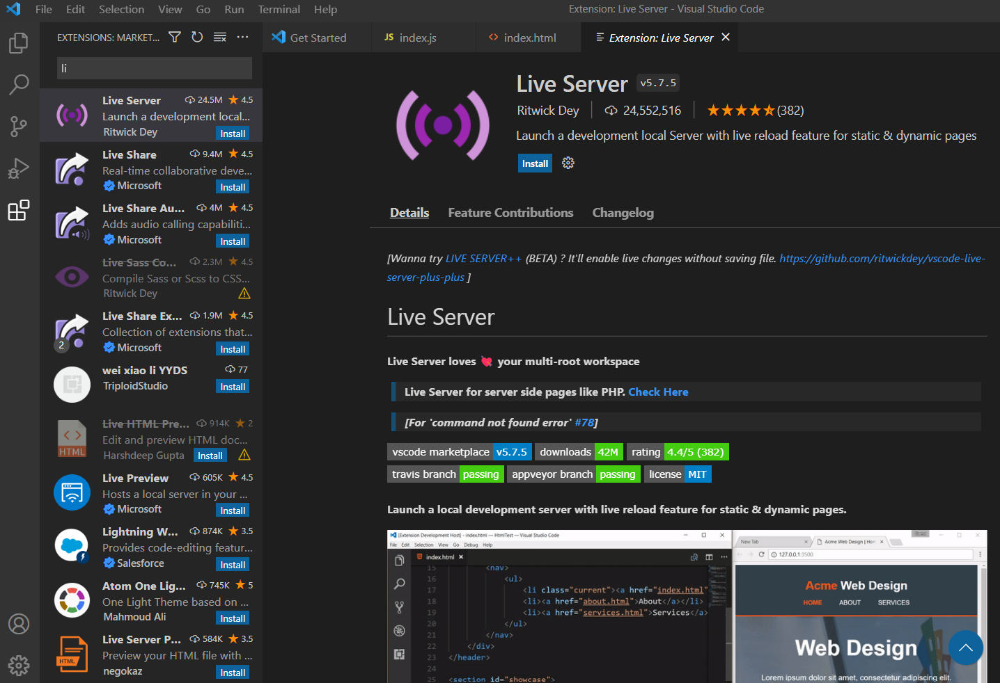 File Edit Selection View Go Run Terminal Help
Extension: Live Server - Visual Studio Code
EXTENSIONS: MARKET...
Get Started
JS index.js
<> index.html
Extension: Live Server
li
Live Server 24.5M 4.5
Launch a development local...
Ritwick Dey Install
Live Share 9.4M 4.5
Real-time collaborative deve...
Microsoft Install
Live Share Au... 4M 4.5
Adds audio calling capabiliti...
Microsoft Install
Live Sass Co... 2.3M 4.5
Compile Sass or Scss to CSS...
Ritwick Dey
Live Share Ex... 1.9M 4.5
Collection of extensions that...
2
Microsoft Install
wei xiao li YYDS 77
TriploidStudio Install
Live HTML Pre... 914K 2
Edit and preview HTML doc...
HTML
Harshdeep Gupta Install
Live Preview 605K 4.5
Hosts a local server in your ...
Microsoft Install
Lightning W... 874K 3.5
Provides code-editing featur...
Salesforce Install
Atom One Lig... 745K 5
One Light Theme based on ...
Mahmoud Ali Install
Live Server P... 584K 3.5
Preview your HTML file with ...
HTML
negokaz Install
Live Server v5.7.5
Ritwick Dey 24,552,516 (382)
Launch a development local Server with live reload feature for static & dynamic pages
Install
Details Feature Contributions Changelog
[Wanna try LIVE SERVER++ (BETA) ? It'll enable live changes without saving file. https://github.com/ritwickdey/vscode-live-
server-plus-plus ]
Live Server
Live Server loves 💘 your multi-root workspace
Live Server for server side pages like PHP. Check Here
[For 'command not found error' #78]
vscode marketplace v5.7.5 downloads 42M rating 4.4/5 (382)
travis branch passing appveyor branch passing license MIT
Launch a local development server with live reload feature for static & dynamic pages.
[Extension Development Host] - index.html — HtmlTest — Visual Studio Code
File Edit Selection View Go Debug Help
index.html
15 <nav>
16 <ul>
17 <li class="current"><a href="index.html"
18 <li><a href="about.html">About</a></li>
19 <li><a href="services.html">Services</a>
20 </ul>
21 </nav>
22 </div>
23 </header>
24
25 <section id="showcase">
New Tab
Acme Web Design | Hom
127.0.0.1:3500
Acme Web Design
HOME ABOUT SERVICES
Web Design
Lorem ipsum dolor sit amet, consectetur adipiscing elit.